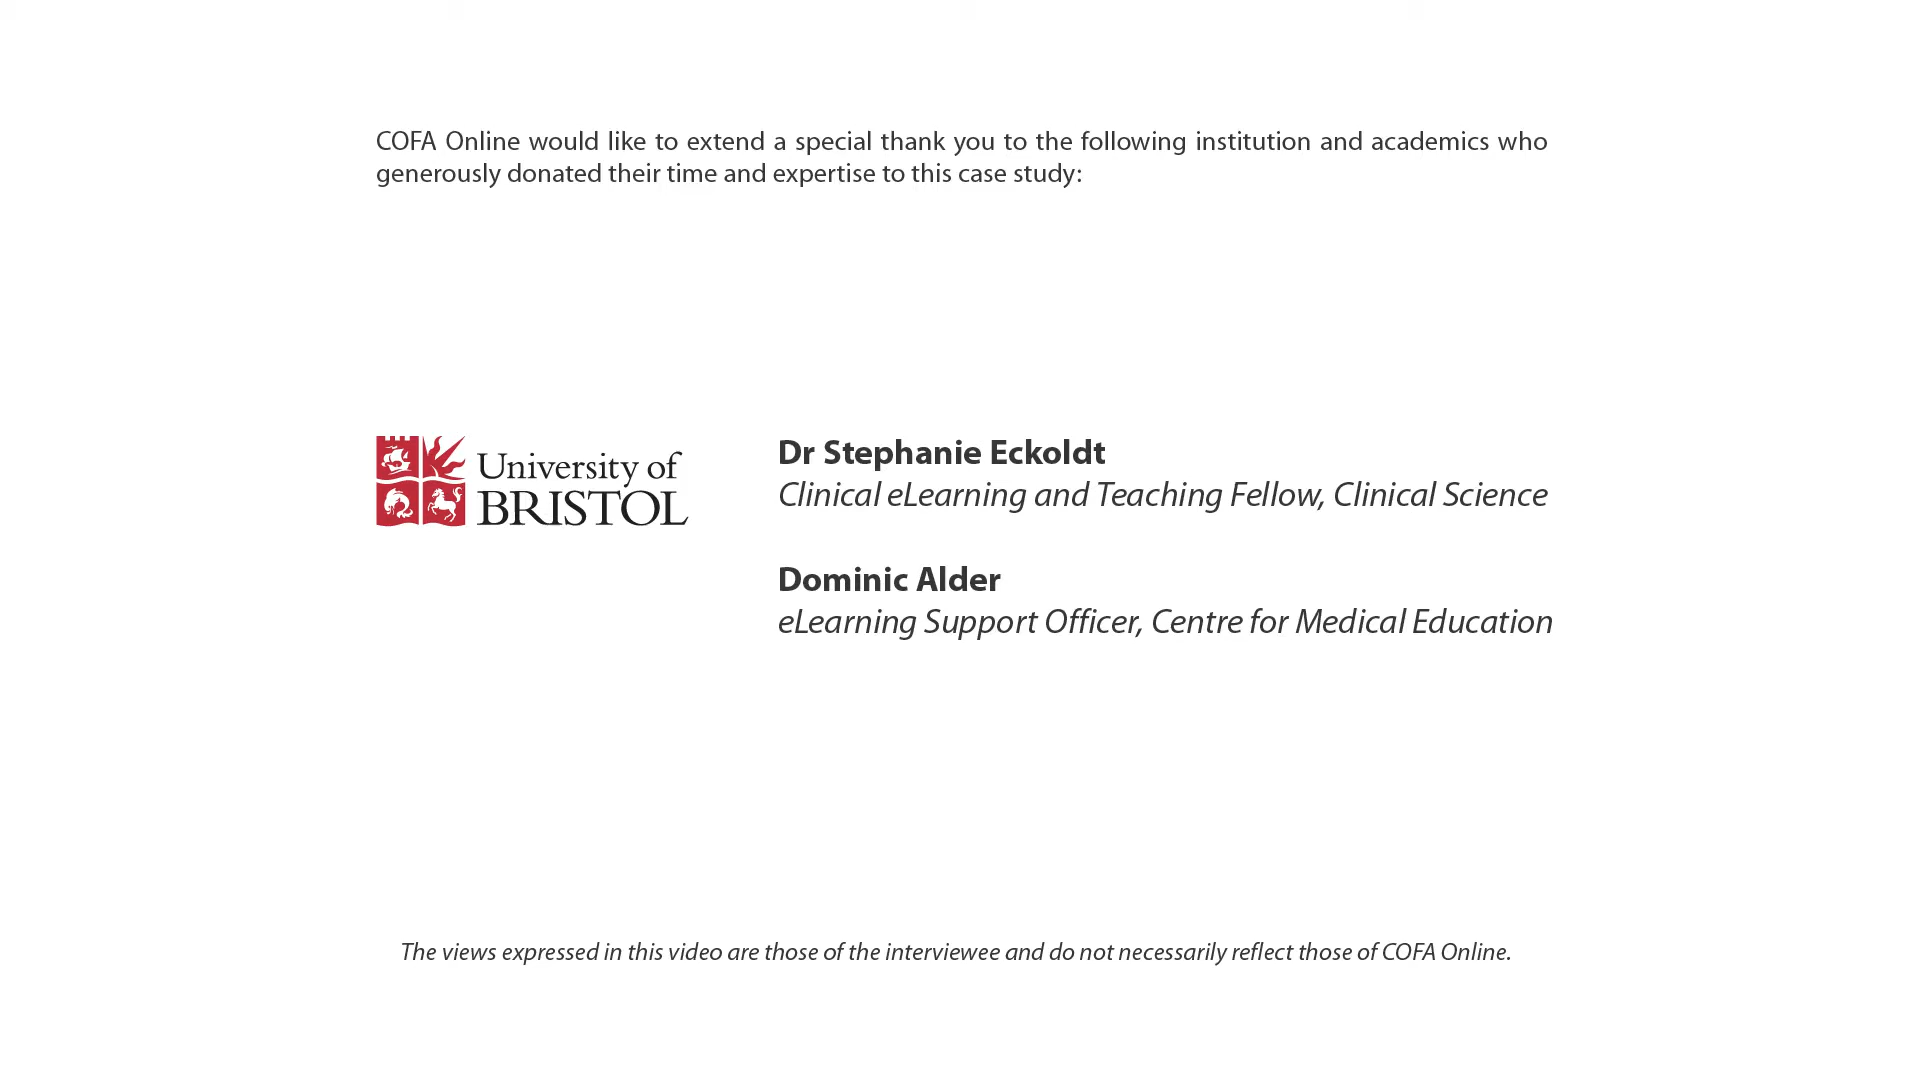 COFA Online would like to extend a special thank you to the following institution and academics who
generously donated their time and expertise to this case study:
University of
BRISTOL
Dr Stephanie Eckoldt
Clinical eLearning and Teaching Fellow, Clinical Science
Dominic Alder
eLearning Support Officer, Centre for Medical Education
The views expressed in this video are those of the interviewee and do not necessarily reflect those of COFA Online.